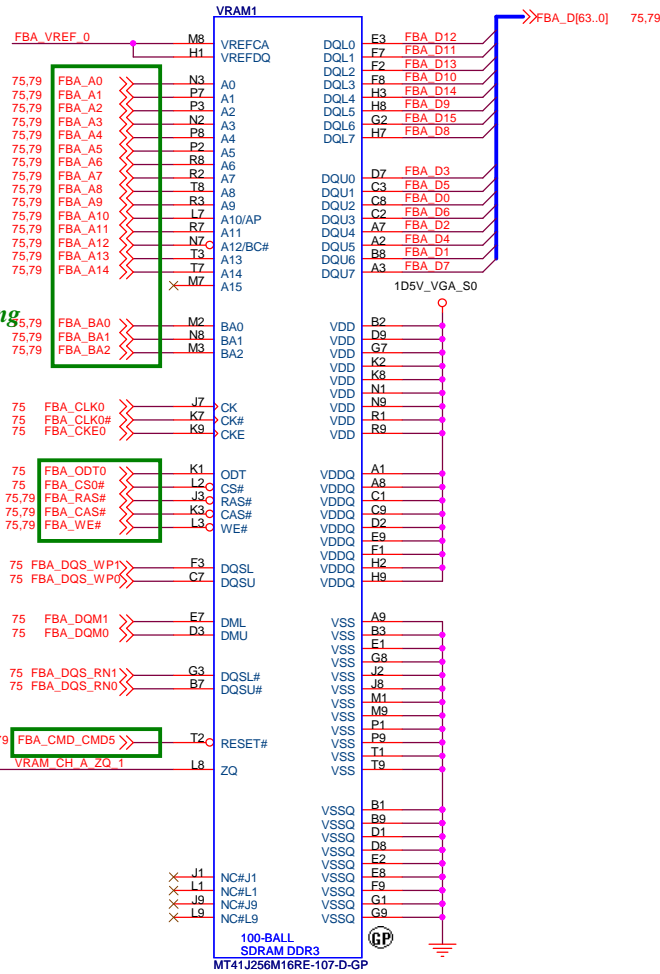 VRAM1
FBA_D[63..0] 75,79
FBA_VREF_0 M8 VREFCA DQL0 E3 FBA_D12
H1 VREFDQ DQL1 F7 FBA_D11
DQL2 F2 FBA_D13
75,79 FBA_A0 N3 A0 DQL3 F8 FBA_D10
75,79 FBA_A1 P7 A1 DQL4 H3 FBA_D14
75,79 FBA_A2 P3 A2 DQL5 H8 FBA_D9
75,79 FBA_A3 N2 A3 DQL6 G2 FBA_D15
75,79 FBA_A4 P8 A4 DQL7 H7 FBA_D8
75,79 FBA_A5 P2 A5
75,79 FBA_A6 R8 A6
75,79 FBA_A7 R2 A7 DQU0 D7 FBA_D3
75,79 FBA_A8 T8 A8 DQU1 C3 FBA_D5
75,79 FBA_A9 R3 A9 DQU2 C8 FBA_D0
75,79 FBA_A10 L7 A10/AP DQU3 C2 FBA_D6
75,79 FBA_A11 R7 A11 DQU4 A7 FBA_D2
75,79 FBA_A12 N7 A12/BC# DQU5 A2 FBA_D4
75,79 FBA_A13 T3 A13 DQU6 B8 FBA_D1
75,79 FBA_A14 T7 A14 DQU7 A3 FBA_D7
M7 A15
1D5V_VGA_S0
ng
75,79 FBA_BA0 M2 BA0 VDD B2
75,79 FBA_BA1 N8 BA1 VDD D9
75,79 FBA_BA2 M3 BA2 VDD G7
VDD K2
VDD K8
VDD N1
75 FBA_CLK0 J7 CK VDD N9
75 FBA_CLK0# K7 CK# VDD R1
75 FBA_CKE0 K9 CKE VDD R9
75 FBA_ODT0 K1 ODT VDDQ A1
75 FBA_CS0# L2 CS# VDDQ A8
75,79 FBA_RAS# J3 RAS# VDDQ C1
75,79 FBA_CAS# K3 CAS# VDDQ C9
75,79 FBA_WE# L3 WE# VDDQ D2
VDDQ E9
VDDQ F1
75 FBA_DQS_WP1 F3 DQSL VDDQ H2
75 FBA_DQS_WP0 C7 DQSU VDDQ H9
75 FBA_DQM1 E7 DML VSS A9
75 FBA_DQM0 D3 DMU VSS B3
VSS E1
VSS G8
75 FBA_DQS_RN1 G3 DQSL# VSS J2
75 FBA_DQS_RN0 B7 DQSU# VSS J8
VSS M1
VSS M9
VSS P1
79 FBA_CMD_CMD5 T2 RESET# VSS P9
VSS T1
VRAM_CH_A_ZQ_1 L8 ZQ VSS T9
VSSQ B1
VSSQ B9
VSSQ D1
VSSQ D8
VSSQ E2
J1 NC#J1 VSSQ E8
L1 NC#L1 VSSQ F9
J9 NC#J9 VSSQ G1
L9 NC#L9 VSSQ G9
100-BALL
SDRAM DDR3
GP
MT41J256M16RE-107-D-GP